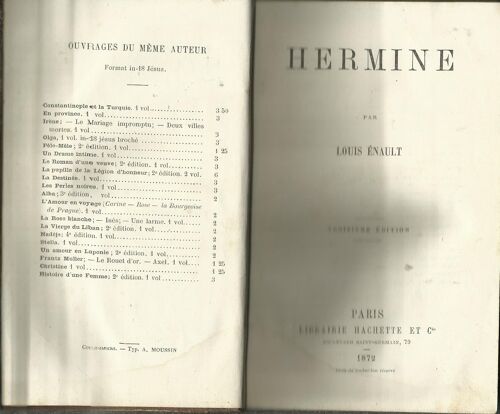 OUVRAGES DU MÊME AUTEUR
Format in-18 Jésus.
Constantinople et la Turquie. 1 vol. 3 50
En province. 1 vol. 3
Irène; — Le Mariage impromptu; — Deux villes
mortes. 1 vol. 3
Olga, 1 vol. in-18 jésus broché 3
Pêle-Mêle; 2e édition. 1 vol. 1 25
Un Drame intime. 1 vol. 3
Le Roman d'une veuve; 2e édition. 1 vol. 3
La pupille de la Légion d'honneur; 2e édition. 2 vol. 6
La Destinée. 1 vol. 3
Les Perles noires. 1 vol. 3
Alba; 3e édition, vol. 2
L'Amour en voyage (Carine — Rose — la Bourgeoise
de Prague). 1 vol. 3
La Rose blanche; — Inès; — Une larme. 1 vol. 2
La Vierge du Liban; 2e édition. 1 vol. 2
Nadèje; 4e édition. 1 vol. 2
Stella. 1 vol. 2
Un amour en Laponie; 2e édition. 1 vol. 2
Frantz Muller; — Le Rouet d'or. — Axel. 1 vol. 1 25
Christine 1 vol. 1 25
Histoire d'une Femme; 2e édition. 1 vol. 3
Coulommiers. — Typ. A. MOUSSIN
HERMINE
PAR
LOUIS ÉNAULT
TROISIÈME ÉDITION
PARIS
LIBRAIRIE HACHETTE ET Cie
BOULEVARD SAINT-GERMAIN, 79
1872